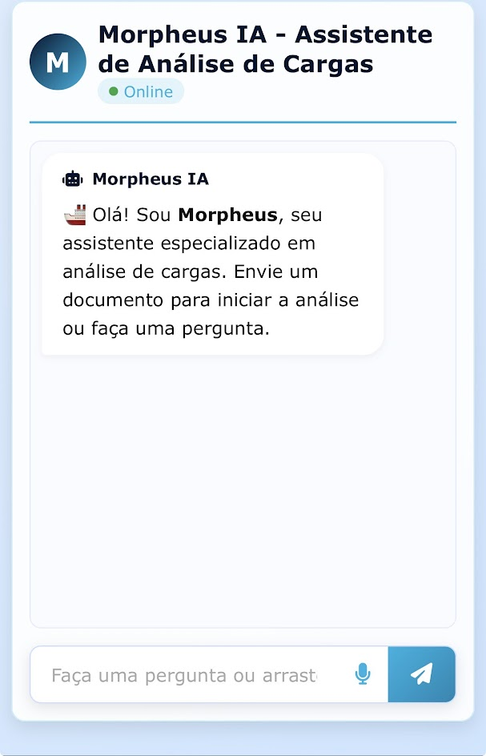 M
Morpheus IA - Assistente
de Análise de Cargas
Online
Morpheus IA
Olá! Sou Morpheus, seu
assistente especializado em
análise de cargas. Envie um
documento para iniciar a análise
ou faça uma pergunta.
Faça uma pergunta ou arrast